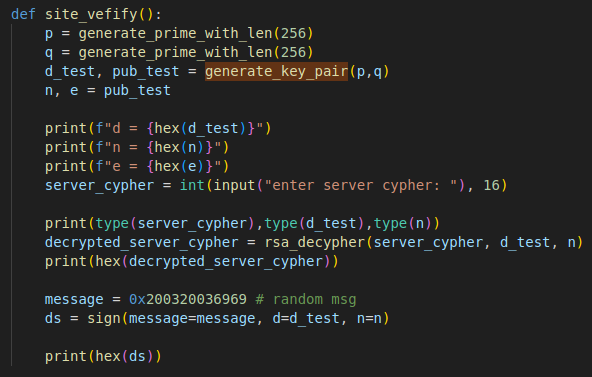 def site_vefify():
    p = generate_prime_with_len(256)
    q = generate_prime_with_len(256)
    d_test, pub_test = generate_key_pair(p,q)
    n, e = pub_test

    print(f"d = {hex(d_test)}")
    print(f"n = {hex(n)}")
    print(f"e = {hex(e)}")
    server_cypher = int(input("enter server cypher: "), 16)

    print(type(server_cypher),type(d_test),type(n))
    decrypted_server_cypher = rsa_decypher(server_cypher, d_test, n)
    print(hex(decrypted_server_cypher))

    message = 0x200320036969 # random msg
    ds = sign(message=message, d=d_test, n=n)

    print(hex(ds))